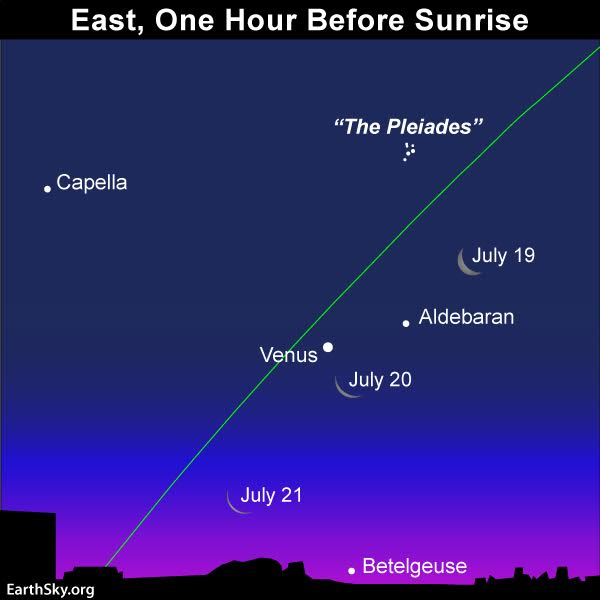 East, One Hour Before Sunrise
“The Pleiades”
Capella
July 19
Aldebaran
Venus
July 20
July 21
Betelgeuse
EarthSky.org